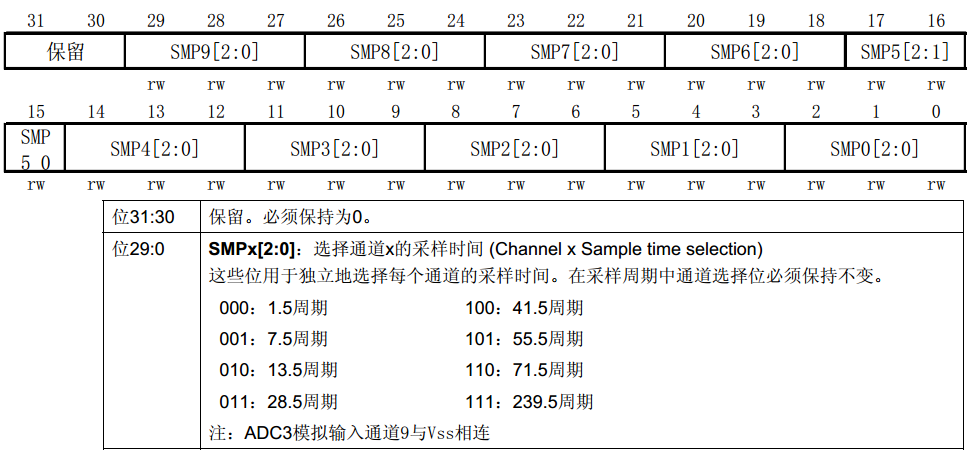 31 30 29 28 27 26 25 24 23 22 21 20 19 18 17 16
保留 SMP9[2:0] SMP8[2:0] SMP7[2:0] SMP6[2:0] SMP5[2:1]
rw rw rw rw rw rw rw rw rw rw rw rw rw rw
15 14 13 12 11 10 9 8 7 6 5 4 3 2 1 0
SMP
5_0 SMP4[2:0] SMP3[2:0] SMP2[2:0] SMP1[2:0] SMP0[2:0]
rw rw rw rw rw rw rw rw rw rw rw rw rw rw rw rw
位31:30 保留。必须保持为0。
位29:0 SMPx[2:0]：选择通道x的采样时间 (Channel x Sample time selection)
这些位用于独立地选择每个通道的采样时间。在采样周期中通道选择位必须保持不变。
000：1.5周期 100：41.5周期
001：7.5周期 101：55.5周期
010：13.5周期 110：71.5周期
011：28.5周期 111：239.5周期
注：ADC3模拟输入通道9与Vss相连